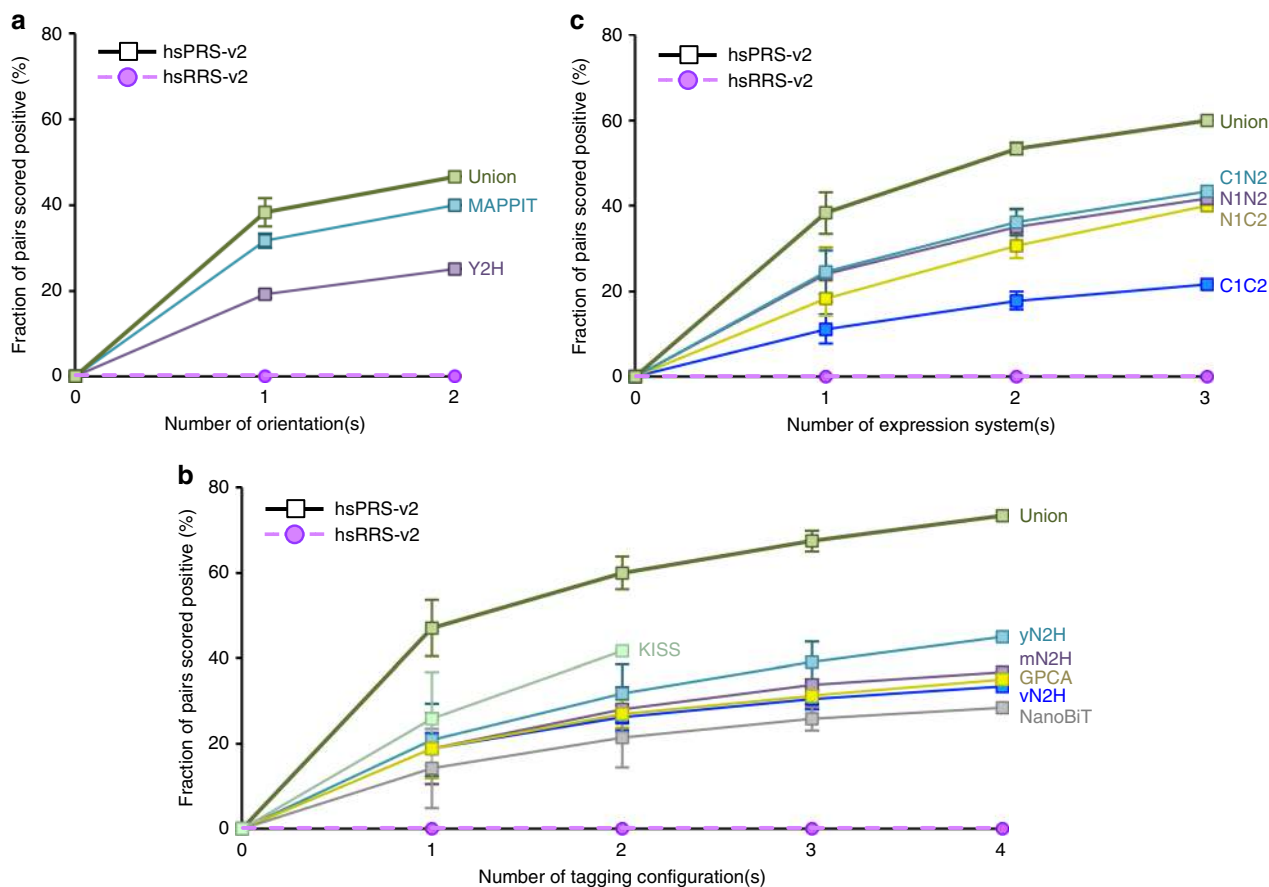 a
Fraction of pairs scored positive (%)
80
60
40
20
0
hsPRS-v2
hsRRS-v2
Union
MAPPIT
Y2H
0 1 2
Number of orientation(s)
c
Fraction of pairs scored positive (%)
80
60
40
20
0
hsPRS-v2
hsRRS-v2
Union
C1N2
N1N2
N1C2
C1C2
0 1 2 3
Number of expression system(s)
b
Fraction of pairs scored positive (%)
80
60
40
20
0
hsPRS-v2
hsRRS-v2
Union
KISS
yN2H
mN2H
GPCA
vN2H
NanoBiT
0 1 2 3 4
Number of tagging configuration(s)